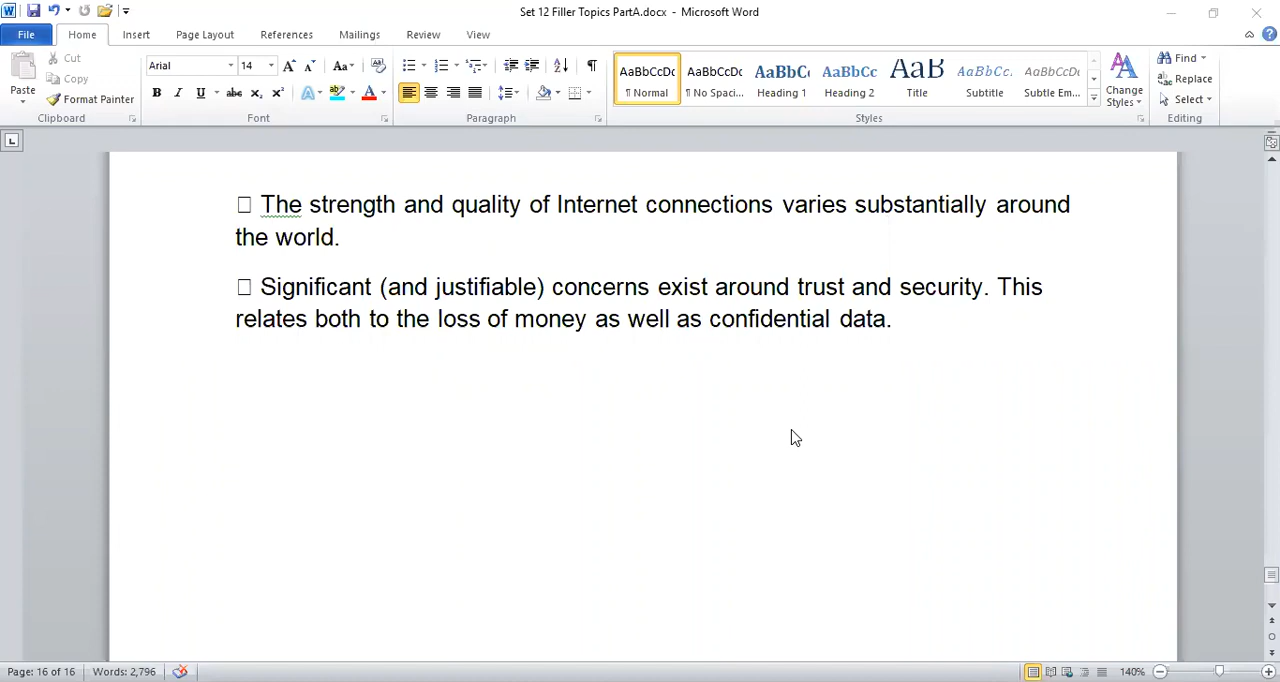 Set 12 Filler Topics PartA.docx - Microsoft Word
File Home Insert Page Layout References Mailings Review View
Paste Cut Copy Format Painter Clipboard
Arial 14 Font
Paragraph
AaBbCcDc ¶ Normal
AaBbCcDc ¶ No Spaci...
AaBbCc Heading 1
AaBbCc Heading 2
AaB Title
AaBbCc. Subtitle
AaBbCcDc Subtle Em...
Change Styles
Styles
Find
Replace
Select
Editing
□ The strength and quality of Internet connections varies substantially around
the world.
□ Significant (and justifiable) concerns exist around trust and security. This
relates both to the loss of money as well as confidential data.
Page: 16 of 16 Words: 2,796 140%